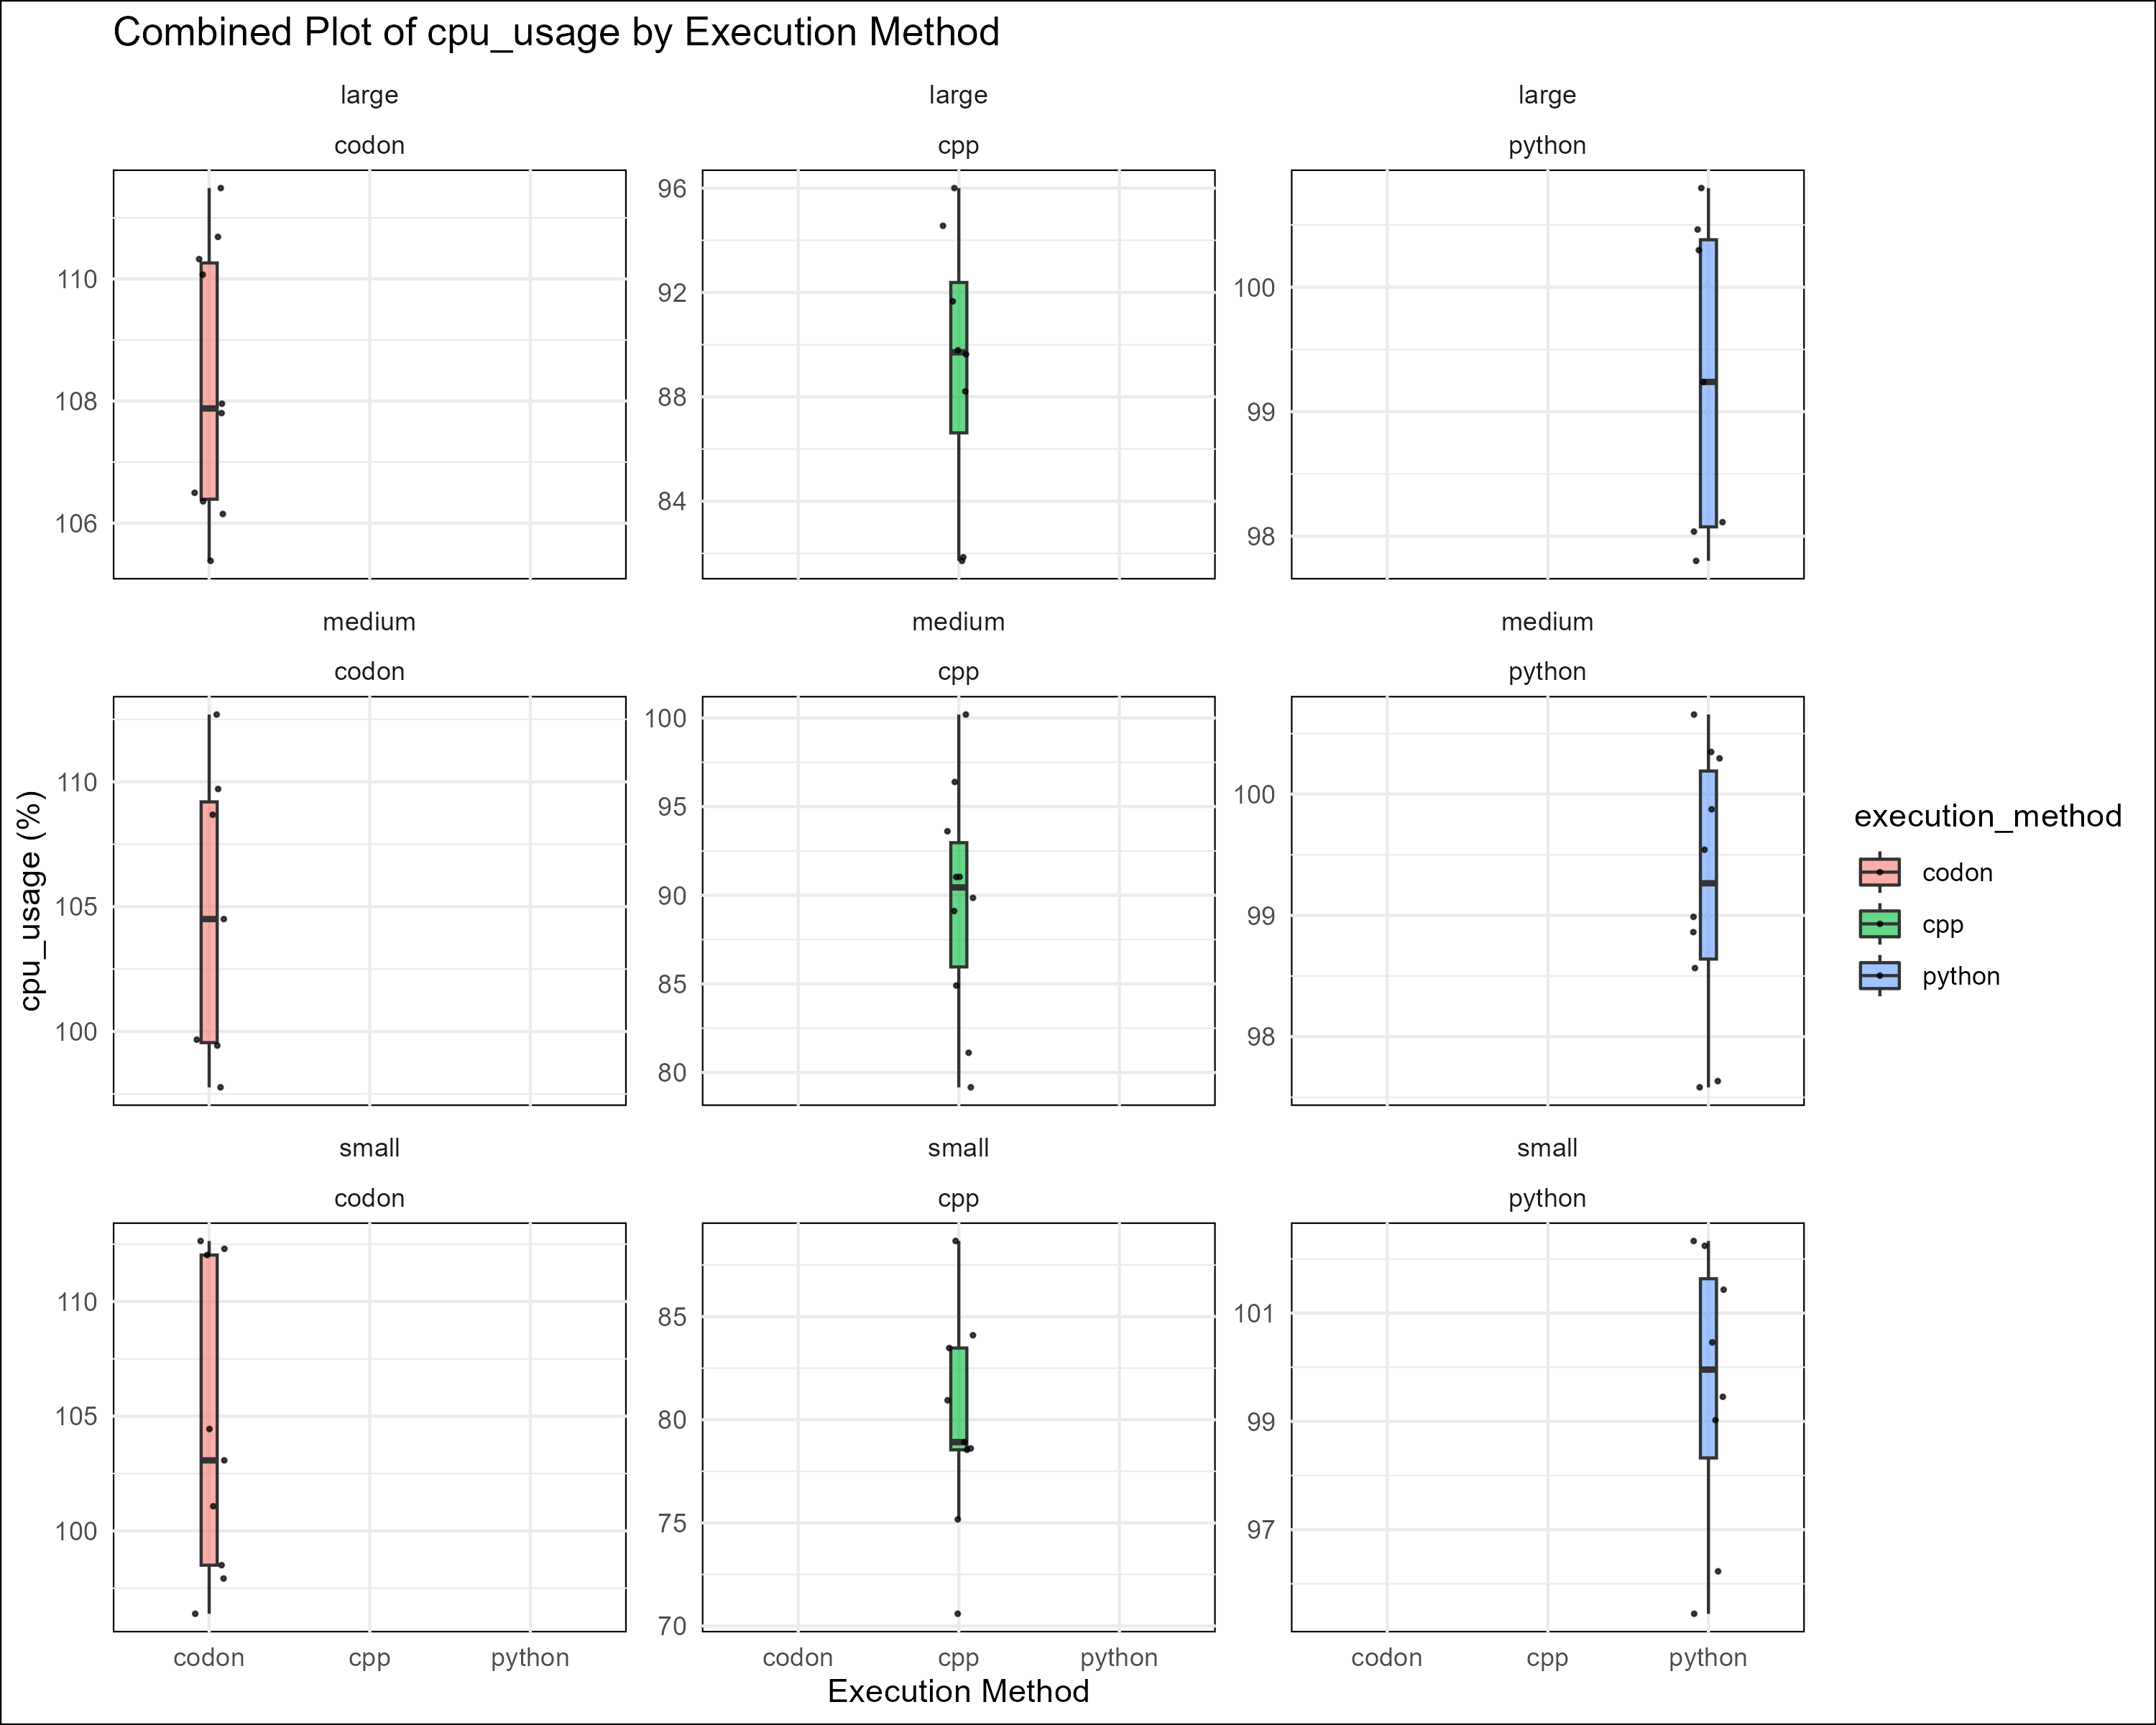 Combined Plot of cpu_usage by Execution Method
large
large
large
codon
cpp
python
110
108
106
96
92
88
84
100
99
98
medium
medium
medium
codon
cpp
python
110
105
100
100
95
90
85
80
100
99
98
small
small
small
codon
cpp
python
110
105
100
85
80
75
70
101
99
97
codon cpp python
codon cpp python
codon cpp python
cpu_usage (%)
Execution Method
execution_method
codon
cpp
python